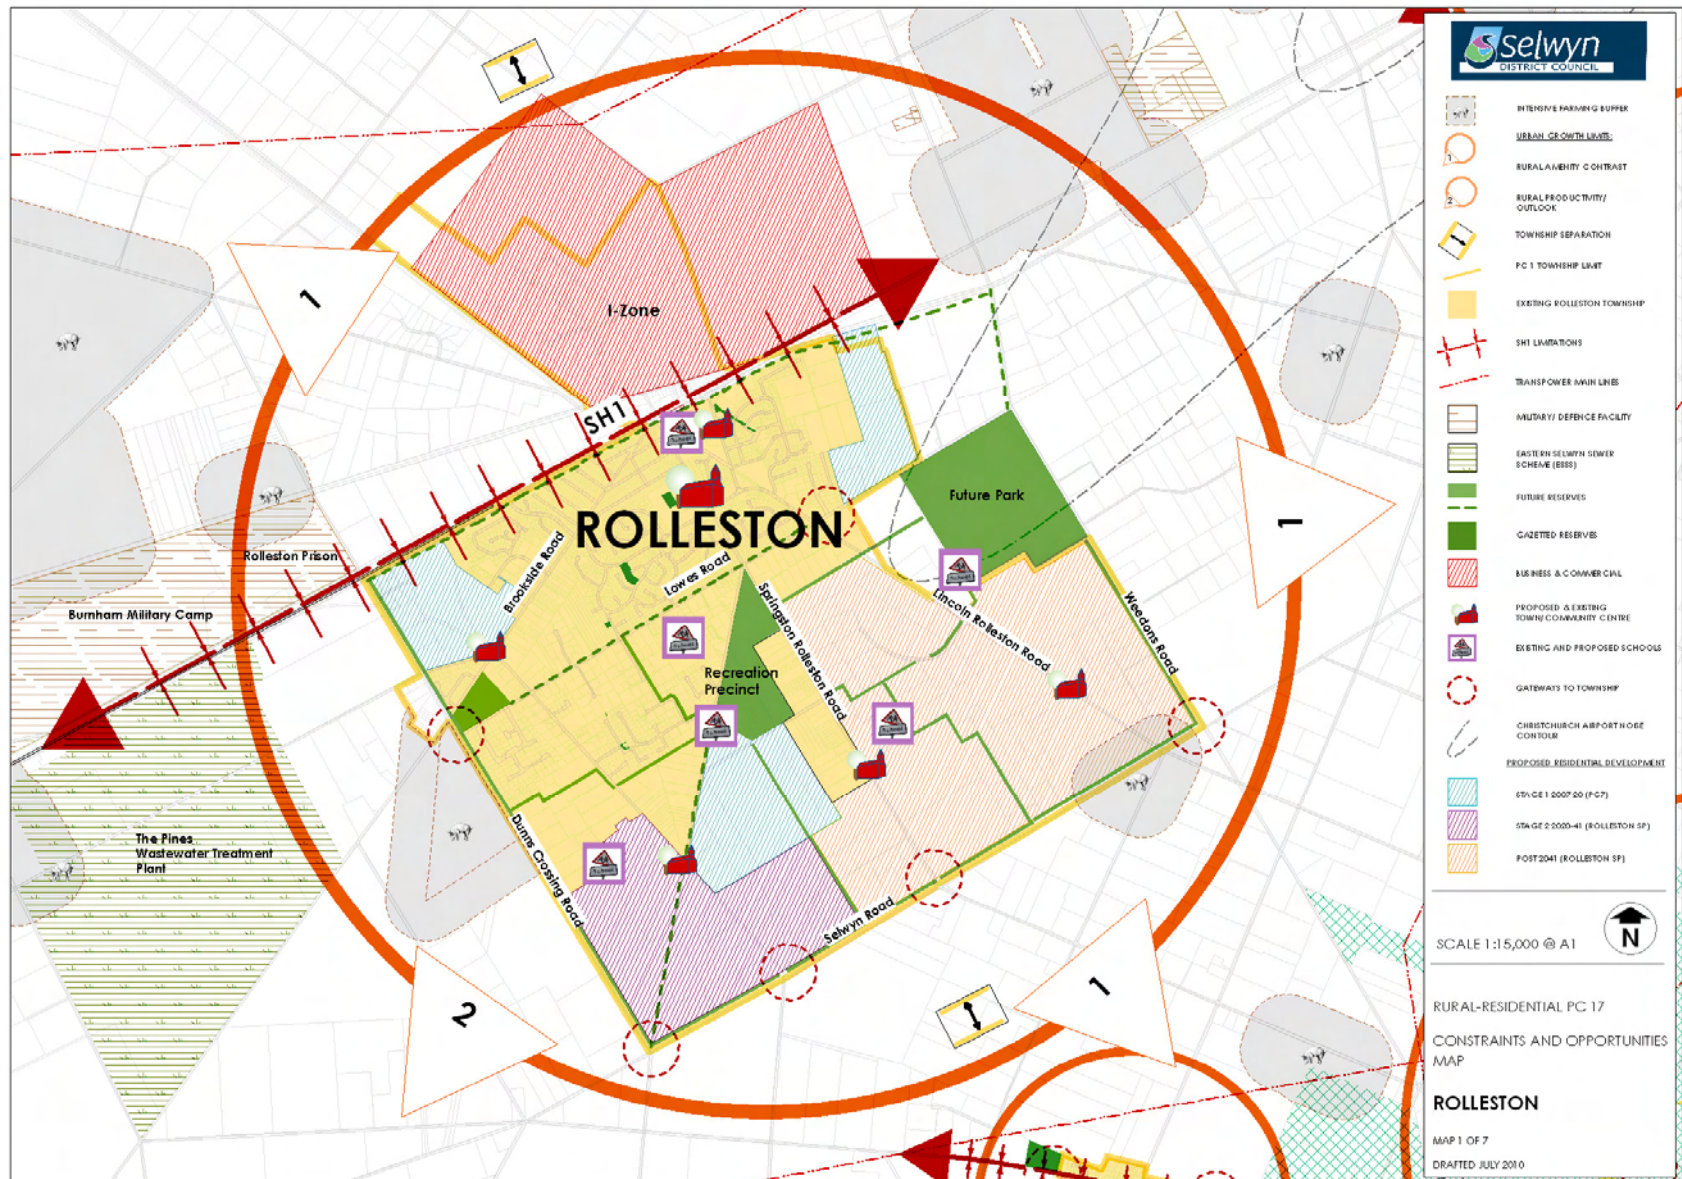 1
I-Zone
SH1
ROLLESTON
Future Park
Rolleston Prison
Brookside Road
Lowes Road
Burnham Military Camp
Springston Rolleston Road
Lincoln Rolleston Road
Weedons Road
1
Recreation
Precinct
The Pines
Wastewater Treatment
Plant
Dunns Crossing Road
Selwyn Road
2
1
Selwyn
DISTRICT COUNCIL
INTENSIVE FARMING BUFFER
URBAN GROWTH LIMITS:
1
RURAL AMENITY CONTRAST
2
RURAL PRODUCTIVITY/
OUTLOOK
TOWNSHIP SEPARATION
PC 1 TOWNSHIP LIMIT
EXISTING ROLLESTON TOWNSHIP
SH1 LIMITATIONS
TRANSPOWER MAIN LINES
MILITARY/ DEFENCE FACILITY
EASTERN SELWYN SEWER
SCHEME (ESSS)
FUTURE RESERVES
GAZETTED RESERVES
BUSINESS & COMMERCIAL
PROPOSED & EXISTING
TOWN/COMMUNITY CENTRE
EXISTING AND PROPOSED SCHOOLS
GATEWAYS TO TOWNSHIP
CHRISTCHURCH AIRPORT NOISE
CONTOUR
PROPOSED RESIDENTIAL DEVELOPMENT
STAGE 1 2007-20 (PC7)
STAGE 2 2020-41 (ROLLESTON SP)
POST 2041 (ROLLESTON SP)
SCALE 1:15,000 @ A1
N
RURAL-RESIDENTIAL PC 17
CONSTRAINTS AND OPPORTUNITIES
MAP
ROLLESTON
MAP 1 OF 7
DRAFTED JULY 2010